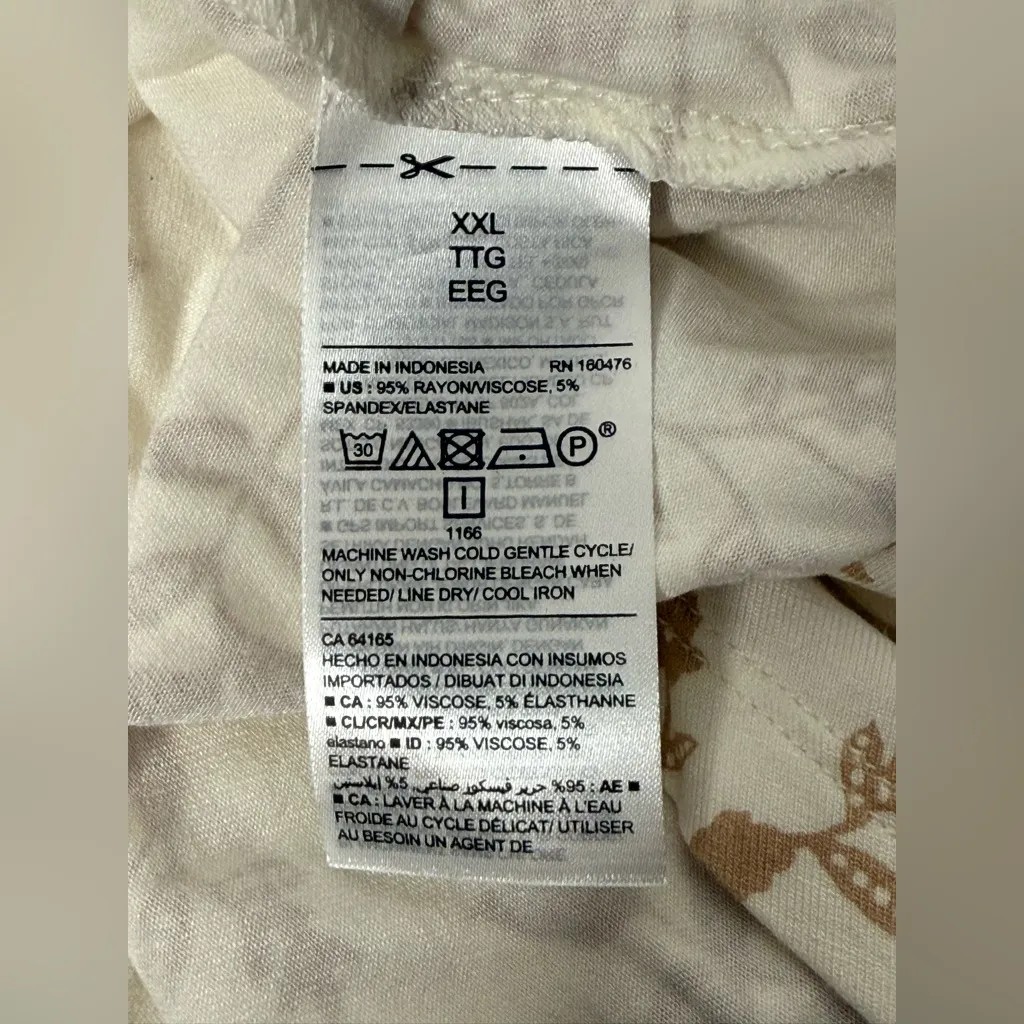 XXL
TTG
EEG
MADE IN INDONESIA RN 160476
■ US : 95% RAYON/VISCOSE, 5%
SPANDEX/ELASTANE
30 P ®
I
1166
MACHINE WASH COLD GENTLE CYCLE/
ONLY NON-CHLORINE BLEACH WHEN
NEEDED/ LINE DRY/ COOL IRON
CA 64165
HECHO EN INDONESIA CON INSUMOS
IMPORTADOS / DIBUAT DI INDONESIA
■ CA : 95% VISCOSE, 5% ÉLASTHANNE
■ CL/CR/MX/PE : 95% viscosa, 5%
elastano ■ ID : 95% VISCOSE, 5%
ELASTANE
■ AE : 95% حرير فيسكوز صناعي, 5% إيلاستين
■ CA : LAVER À LA MACHINE À L'EAU
FROIDE AU CYCLE DÉLICAT/ UTILISER
AU BESOIN UN AGENT DE